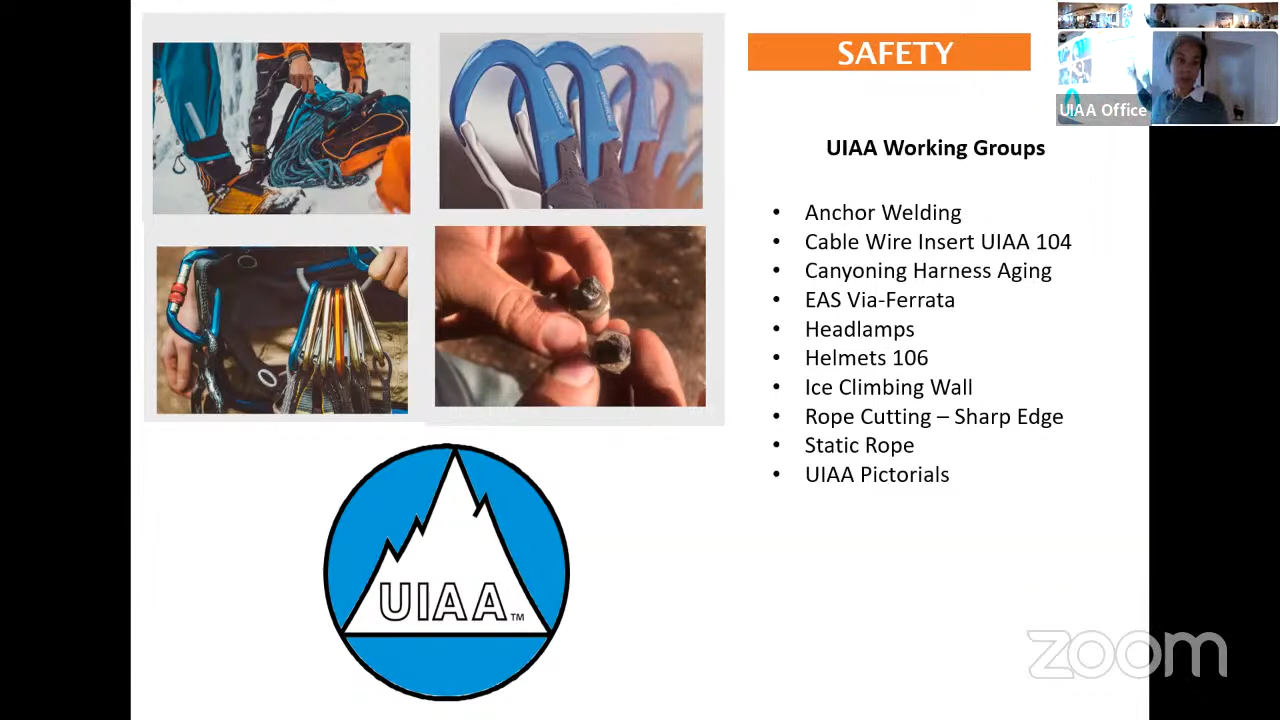 SAFETY
UIAA Office
UIAA Working Groups
• Anchor Welding
• Cable Wire Insert UIAA 104
• Canyoning Harness Aging
• EAS Via-Ferrata
• Headlamps
• Helmets 106
• Ice Climbing Wall
• Rope Cutting – Sharp Edge
• Static Rope
• UIAA Pictorials
UIAA™
zoom